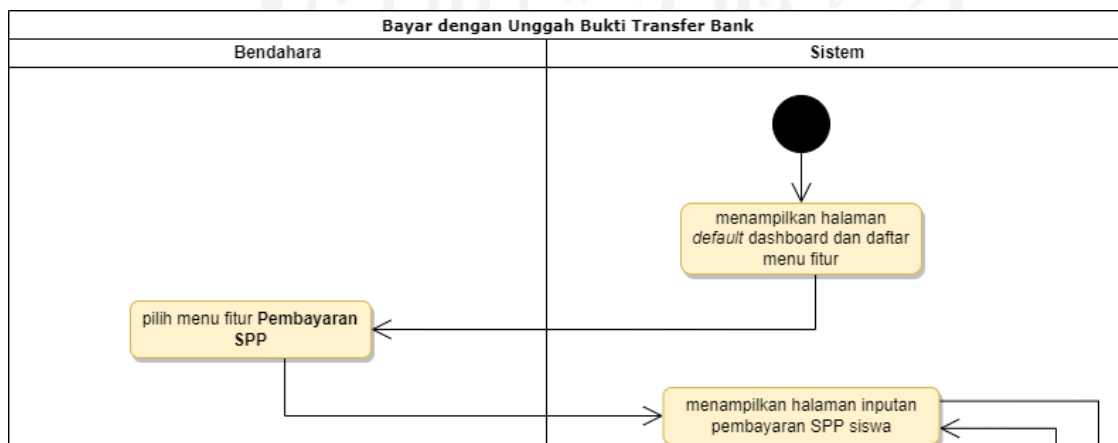 Bayar dengan Unggah Bukti Transfer Bank
Bendahara
Sistem
menampilkan halaman
default dashboard dan daftar
menu fitur
pilih menu fitur Pembayaran
SPP
menampilkan halaman inputan
pembayaran SPP siswa